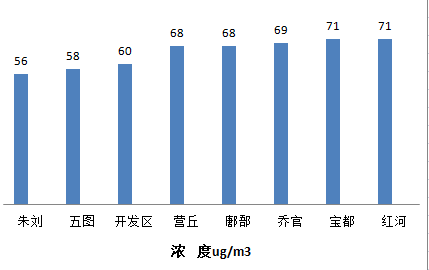 56 58 60 68 68 69 71 71
朱刘 五图 开发区 营丘 鄌郚 乔官 宝都 红河
浓 度ug/m3